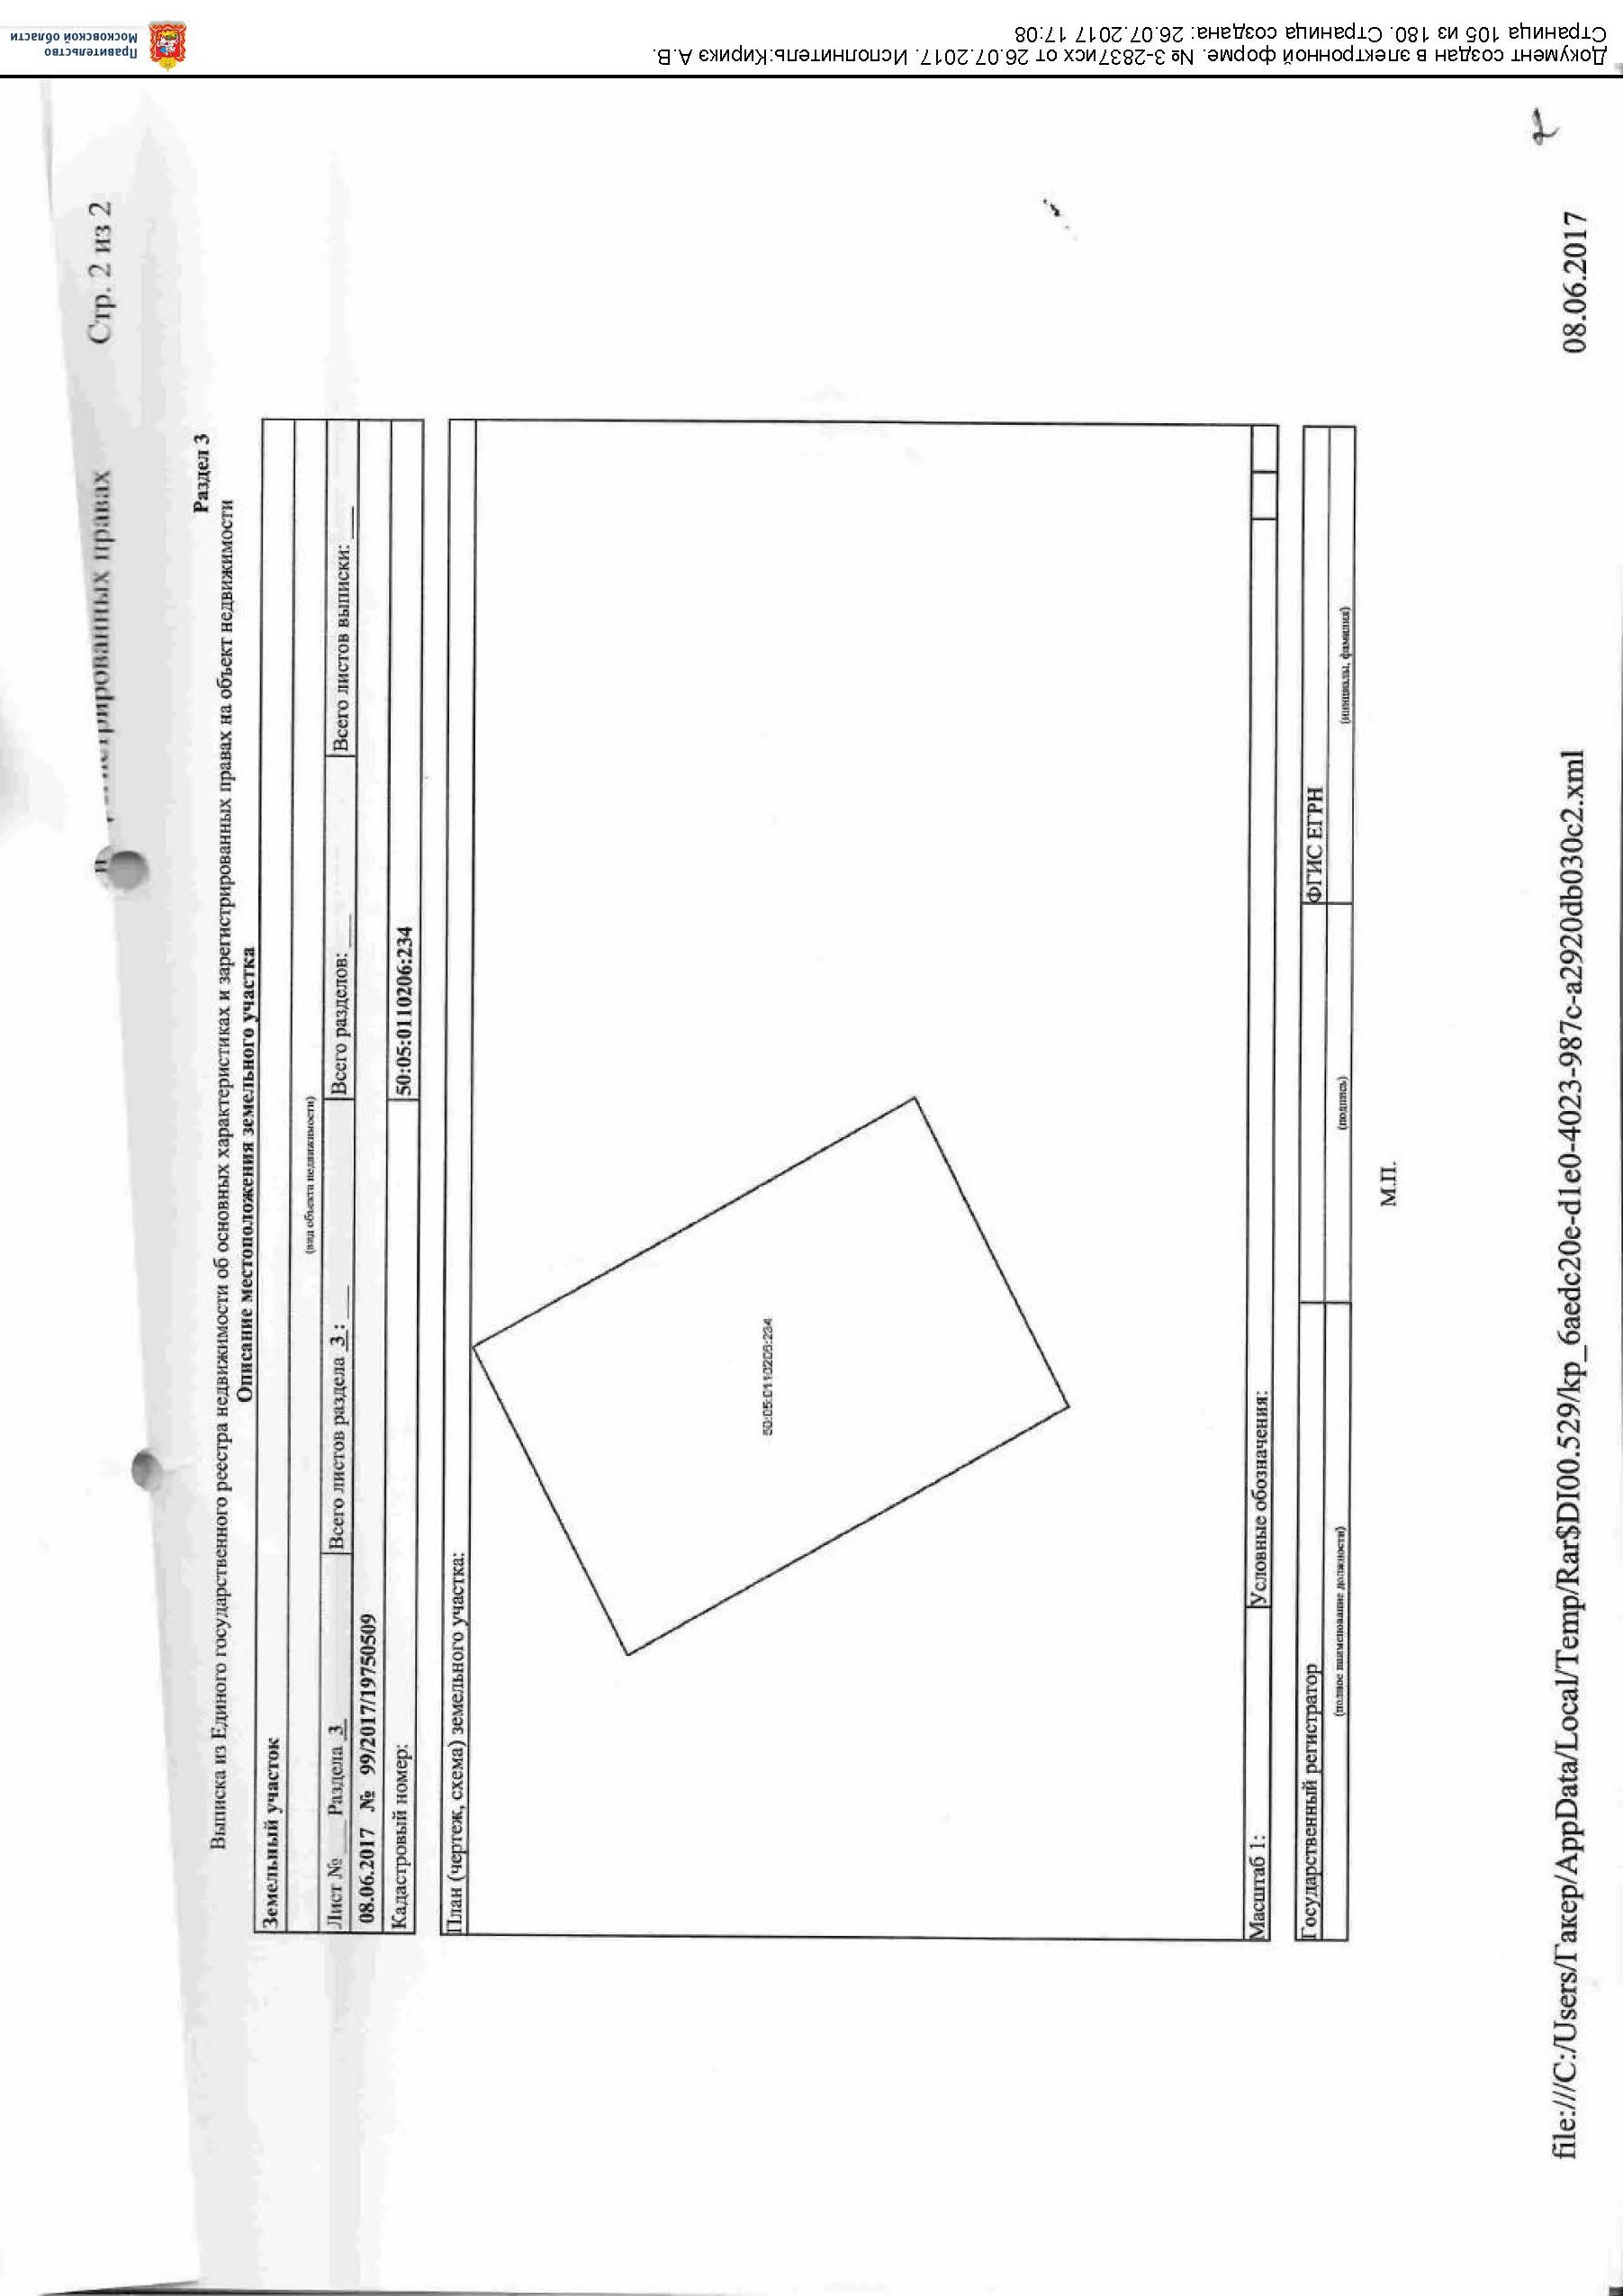 Документ создан в электронной форме. № 3-2837исх от 26.07.2017. Исполнитель:Кирикэ А.В.
Страница 105 из 180. Страница создана: 26.07.2017 17:08
Правительство
Московской области
рированных правах Стр. 2 из 2
Раздел 3
Выписка из Единого государственного реестра недвижимости об основных характеристиках и зарегистрированных правах на объект недвижимости
Описание местоположения земельного участка
Земельный участок
(вид объекта недвижимости)
Лист № ___ Раздела 3 Всего листов раздела 3 : ___ Всего разделов: ___ Всего листов выписки: ___
08.06.2017 № 99/2017/19750509
Кадастровый номер: 50:05:0110206:234
План (чертеж, схема) земельного участка:
50:05:0110206:234
Масштаб 1: Условные обозначения:
Государственный регистратор ФГИС ЕГРН
(полное наименование должности) (подпись) (инициалы, фамилия)
М.П.
file:///C:/Users/Гакер/AppData/Local/Temp/Rar$DI00.529/kp_6aedc20e-d1e0-4023-987c-a2920db030c2.xml 08.06.2017